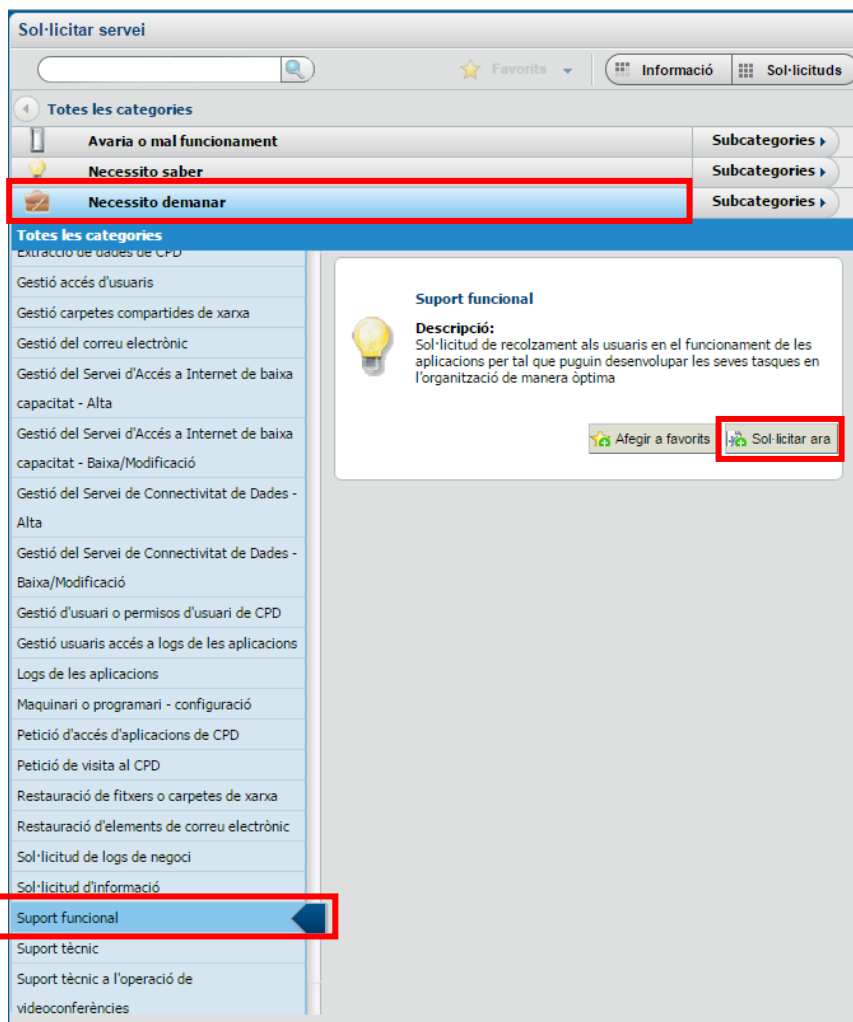 Sol·licitar servei
Favorits
Informació
Sol·licituds
Totes les categories
Avaria o mal funcionament
Subcategories
Necessito saber
Subcategories
Necessito demanar
Subcategories
Totes les categories
Extracció de dades de CPD
Gestió accés d'usuaris
Gestió carpetes compartides de xarxa
Gestió del correu electrònic
Gestió del Servei d'Accés a Internet de baixa
capacitat - Alta
Gestió del Servei d'Accés a Internet de baixa
capacitat - Baixa/Modificació
Gestió del Servei de Connectivitat de Dades -
Alta
Gestió del Servei de Connectivitat de Dades -
Baixa/Modificació
Gestió d'usuari o permisos d'usuari de CPD
Gestió usuaris accés a logs de les aplicacions
Logs de les aplicacions
Maquinari o programari - configuració
Petició d'accés d'aplicacions de CPD
Petició de visita al CPD
Restauració de fitxers o carpetes de xarxa
Restauració d'elements de correu electrònic
Sol·licitud de logs de negoci
Sol·licitud d'informació
Suport funcional
Suport tècnic
Suport tècnic a l'operació de
videoconferències
Suport funcional
Descripció:
Sol·licitud de recolzament als usuaris en el funcionament de les
aplicacions per tal que puguin desenvolupar les seves tasques en
l'organització de manera òptima
Afegir a favorits
Sol·licitar ara